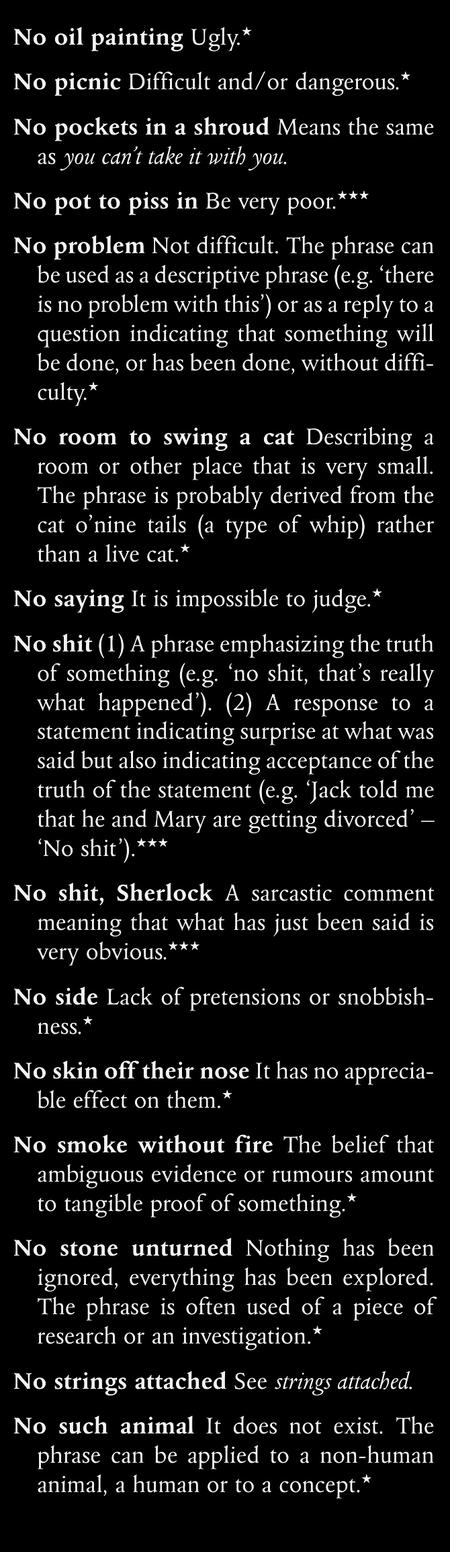 No oil painting Ugly.★
No picnic Difficult and/or dangerous.★
No pockets in a shroud Means the same
as you can't take it with you.
No pot to piss in Be very poor.★★★
No problem Not difficult. The phrase can
be used as a descriptive phrase (e.g. ‘there
is no problem with this’) or as a reply to a
question indicating that something will
be done, or has been done, without diffi-
culty.★
No room to swing a cat Describing a
room or other place that is very small.
The phrase is probably derived from the
cat o’nine tails (a type of whip) rather
than a live cat.★
No saying It is impossible to judge.★
No shit (1) A phrase emphasizing the truth
of something (e.g. ‘no shit, that’s really
what happened’). (2) A response to a
statement indicating surprise at what was
said but also indicating acceptance of the
truth of the statement (e.g. ‘Jack told me
that he and Mary are getting divorced’ –
‘No shit’).★★★
No shit, Sherlock A sarcastic comment
meaning that what has just been said is
very obvious.★★★
No side Lack of pretensions or snobbish-
ness.★
No skin off their nose It has no apprecia-
ble effect on them.★
No smoke without fire The belief that
ambiguous evidence or rumours amount
to tangible proof of something.★
No stone unturned Nothing has been
ignored, everything has been explored.
The phrase is often used of a piece of
research or an investigation.★
No strings attached See strings attached.
No such animal It does not exist. The
phrase can be applied to a non-human
animal, a human or to a concept.★